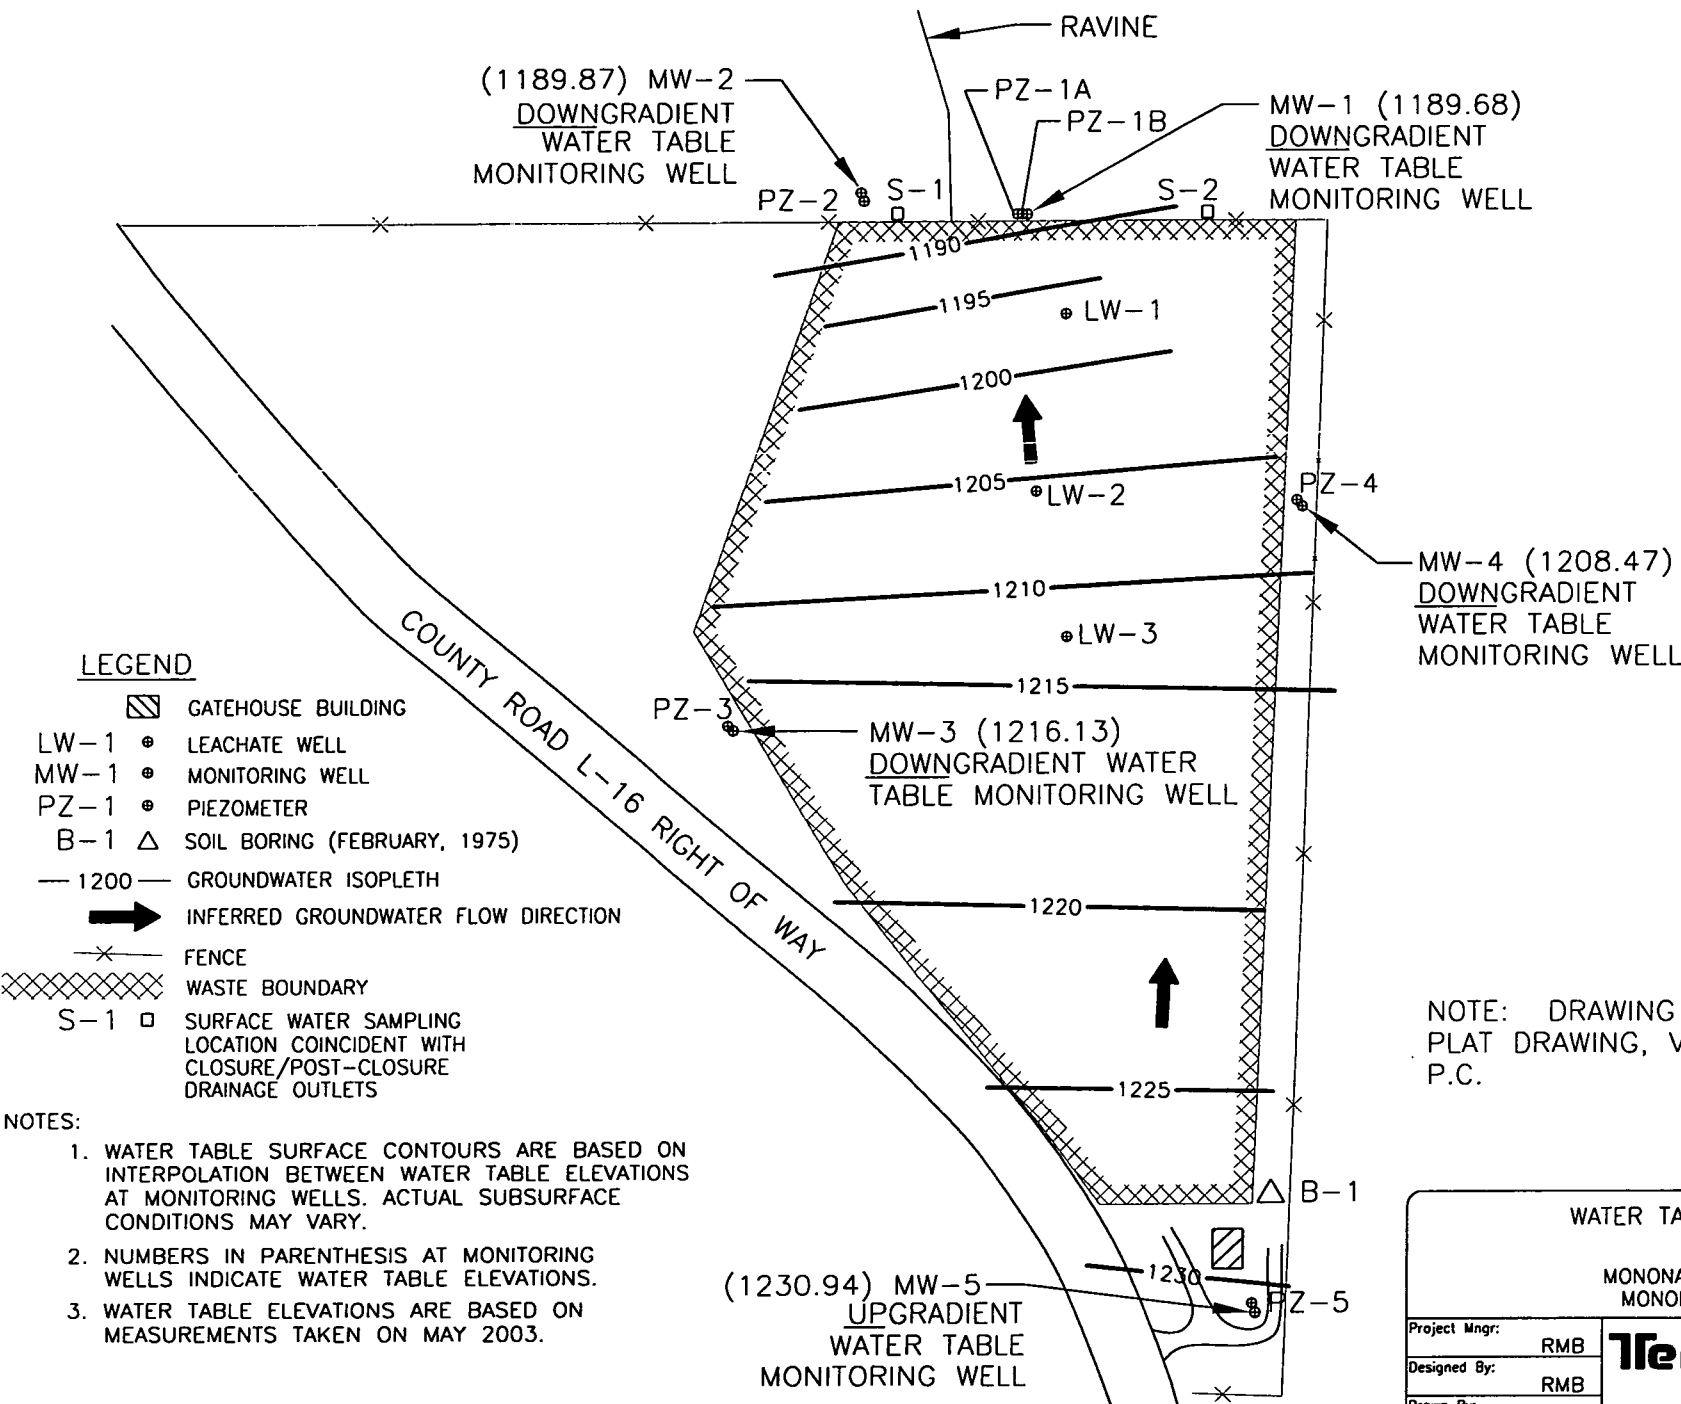 RAVINE
(1189.87) MW-2
DOWNGRADIENT
WATER TABLE
MONITORING WELL
PZ-1A
PZ-1B
MW-1 (1189.68)
DOWNGRADIENT
WATER TABLE
MONITORING WELL
PZ-2
S-1
S-2
1190
1195
LW-1
1200
1205
LW-2
PZ-4
MW-4 (1208.47)
DOWNGRADIENT
WATER TABLE
MONITORING WELL
1210
LW-3
1215
PZ-3
MW-3 (1216.13)
DOWNGRADIENT WATER
TABLE MONITORING WELL
COUNTY ROAD L-16 RIGHT OF WAY
1220
1225
B-1
1230
(1230.94) MW-5
UPGRADIENT
WATER TABLE
MONITORING WELL
PZ-5
LEGEND
GATEHOUSE BUILDING
LW-1 LEACHATE WELL
MW-1 MONITORING WELL
PZ-1 PIEZOMETER
B-1 SOIL BORING (FEBRUARY, 1975)
1200 GROUNDWATER ISOPLETH
INFERRED GROUNDWATER FLOW DIRECTION
FENCE
WASTE BOUNDARY
S-1 SURFACE WATER SAMPLING
LOCATION COINCIDENT WITH
CLOSURE/POST-CLOSURE
DRAINAGE OUTLETS
NOTES:
1. WATER TABLE SURFACE CONTOURS ARE BASED ON
INTERPOLATION BETWEEN WATER TABLE ELEVATIONS
AT MONITORING WELLS. ACTUAL SUBSURFACE
CONDITIONS MAY VARY.
2. NUMBERS IN PARENTHESIS AT MONITORING
WELLS INDICATE WATER TABLE ELEVATIONS.
3. WATER TABLE ELEVATIONS ARE BASED ON
MEASUREMENTS TAKEN ON MAY 2003.
NOTE: DRAWING
PLAT DRAWING, V
P.C.
WATER TA
MONONA
MONO
Project Mngr:
RMB
Designed By:
RMB
Te